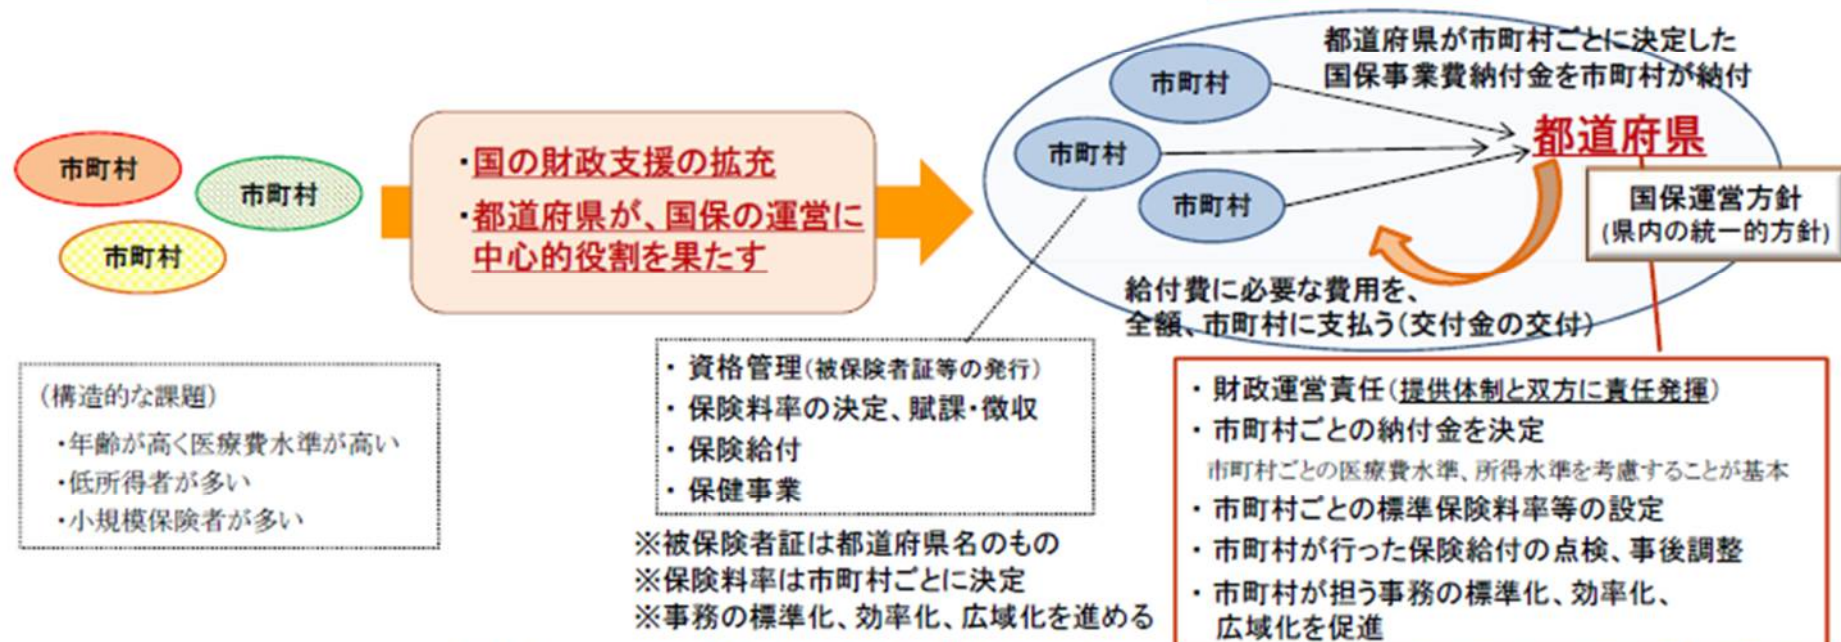 市町村
市町村
市町村
・国の財政支援の拡充
・都道府県が、国保の運営に
中心的役割を果たす
都道府県が市町村ごとに決定した
国保事業費納付金を市町村が納付
市町村
市町村
市町村
都道府県
国保運営方針
(県内の統一的方針)
給付費に必要な費用を、
全額、市町村に支払う(交付金の交付)
(構造的な課題)
・年齢が高く医療費水準が高い
・低所得者が多い
・小規模保険者が多い
・ 資格管理(被保険者証等の発行)
・ 保険料率の決定、賦課・徴収
・ 保険給付
・ 保健事業
※被保険者証は都道府県名のもの
※保険料率は市町村ごとに決定
※事務の標準化、効率化、広域化を進める
・ 財政運営責任(提供体制と双方に責任発揮)
・ 市町村ごとの納付金を決定
市町村ごとの医療費水準、所得水準を考慮することが基本
・ 市町村ごとの標準保険料率等の設定
・ 市町村が行った保険給付の点検、事後調整
・ 市町村が担う事務の標準化、効率化、
広域化を促進